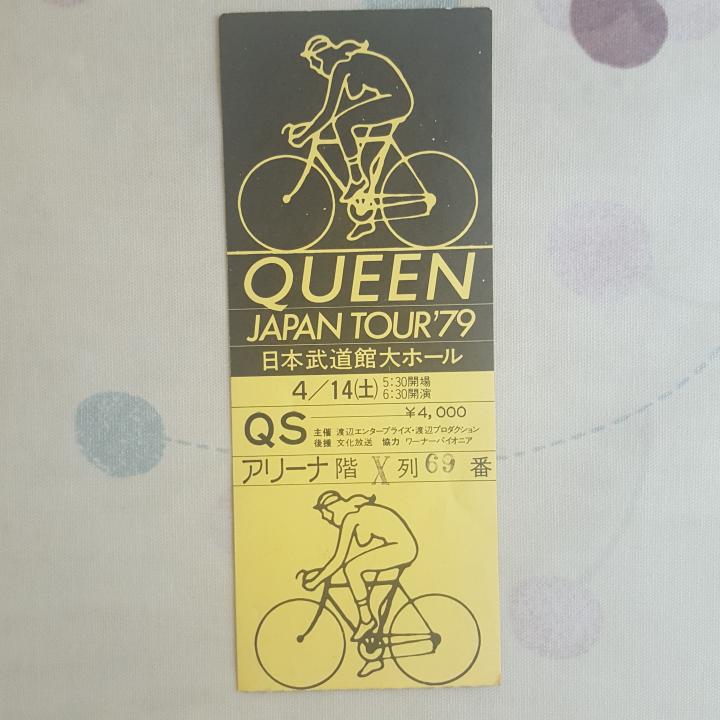 QUEEN
JAPAN TOUR'79
日本武道館大ホール
4／14(土) 5:30開場
6:30開演
QS ¥4,000
主催 渡辺エンタープライズ・渡辺プロダクション
後援 文化放送 協力 ワーナーパイオニア
アリーナ階 X列69番